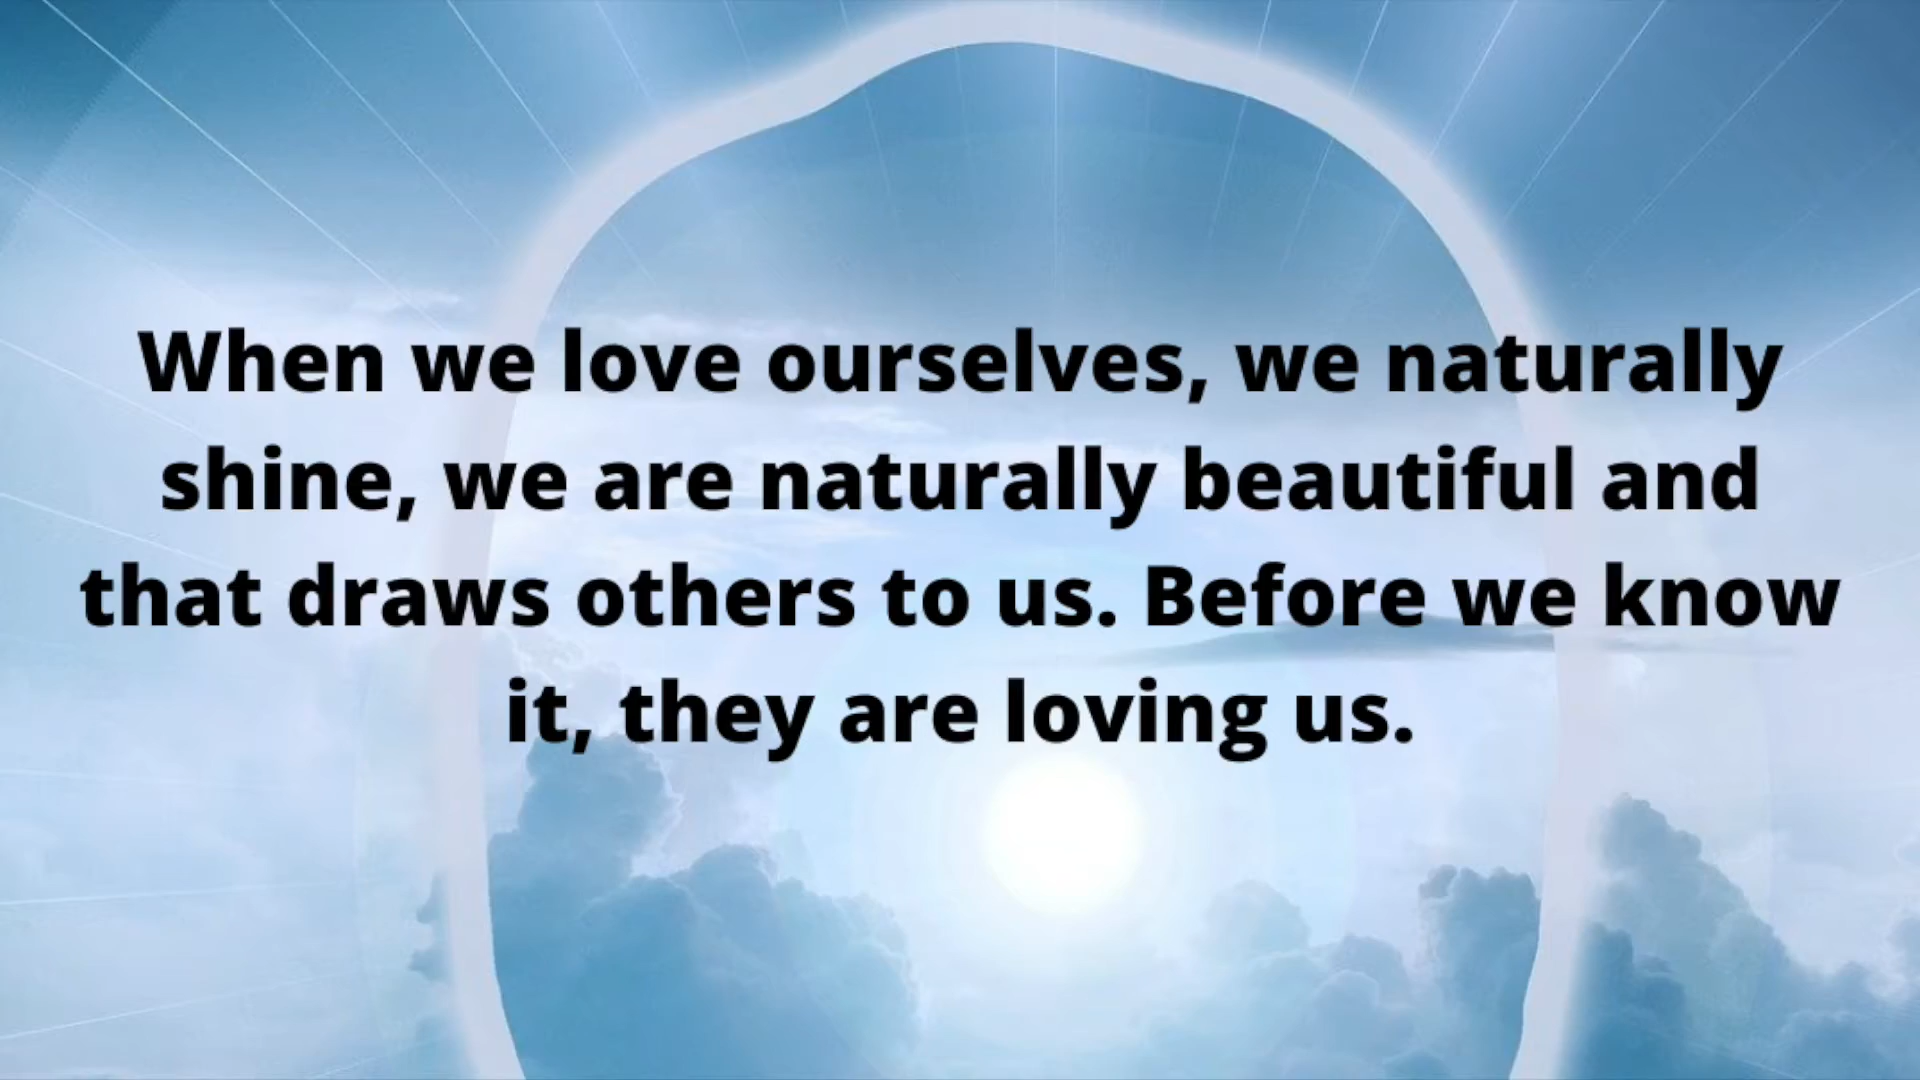 When we love ourselves, we naturally
shine, we are naturally beautiful and
that draws others to us. Before we know
it, they are loving us.